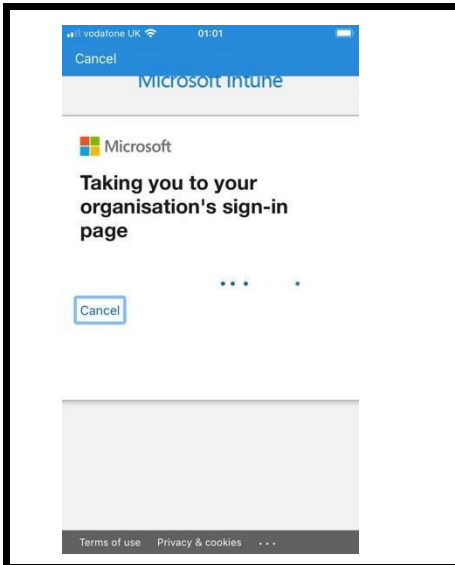 vodafone UK 01:01
Cancel
Microsoft Intune
Microsoft
Taking you to your
organisation's sign-in
page
Cancel
Terms of use Privacy & cookies ...